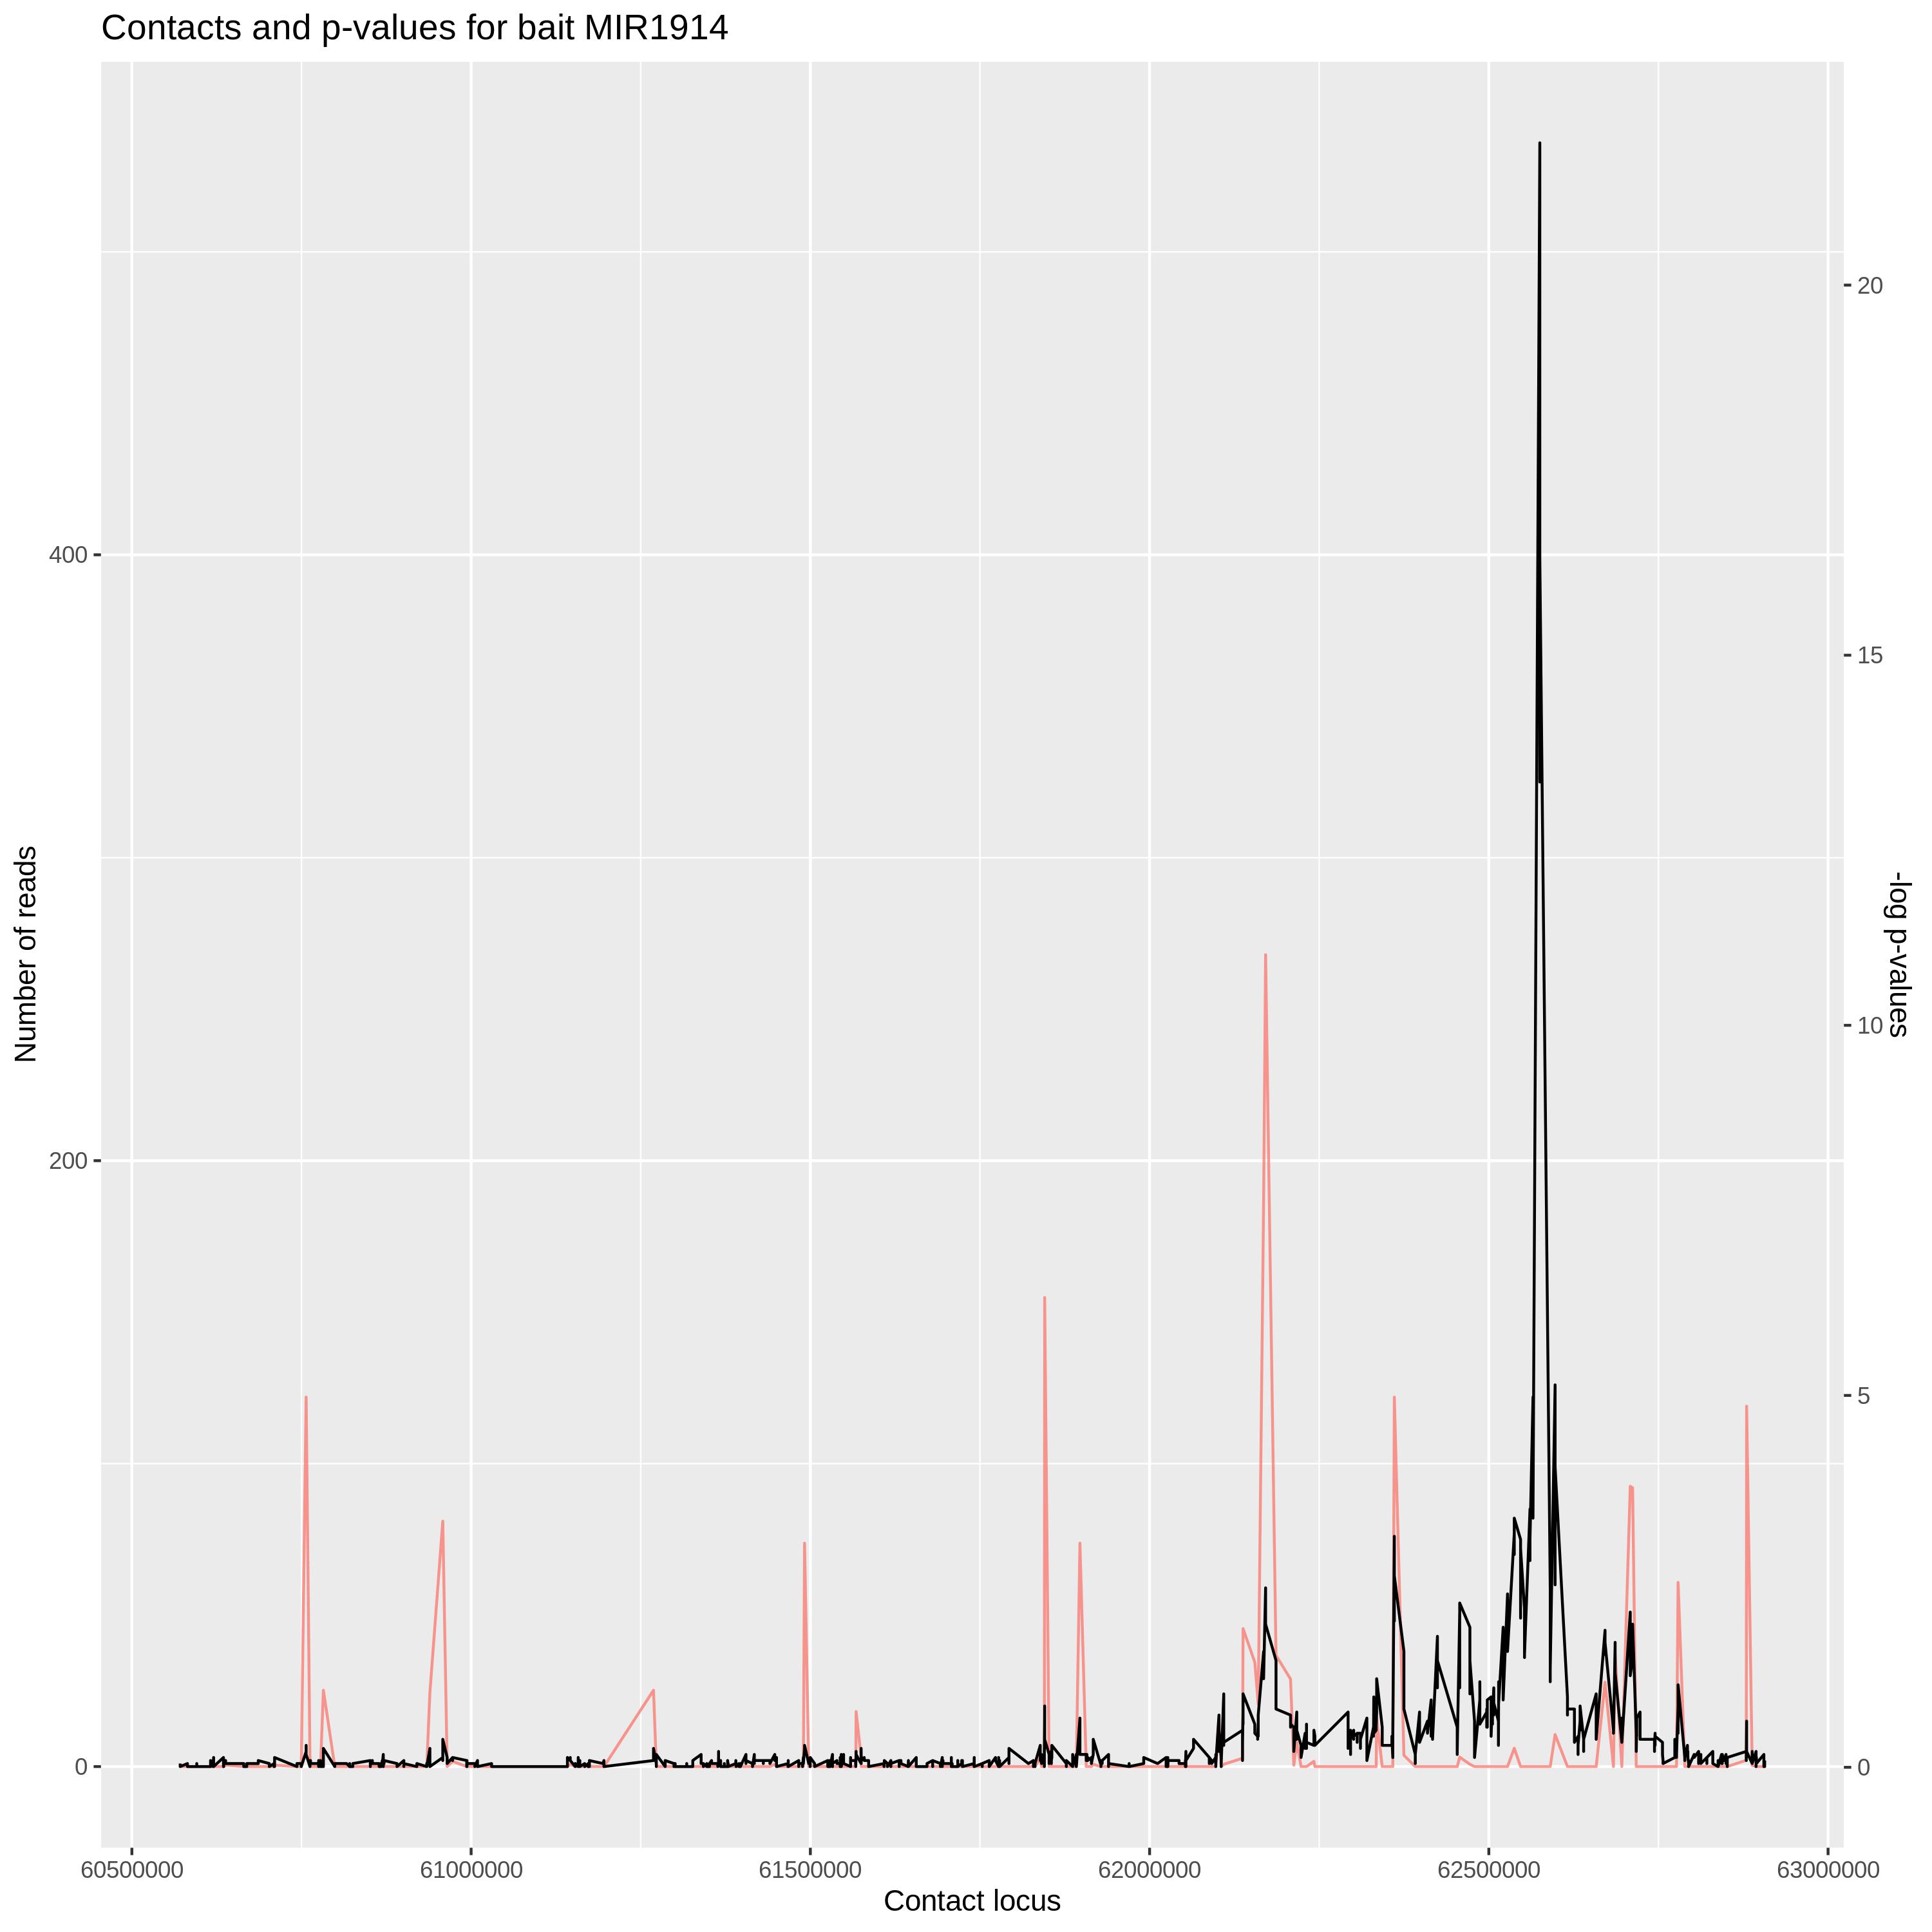 Contacts and p-values for bait MIR1914
Number of reads
400
200
0
20
15
10
5
0
-log p-values
60500000 61000000 61500000 62000000 62500000 63000000
Contact locus